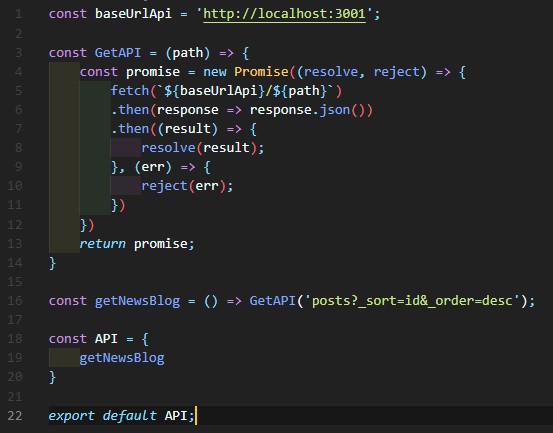 1 const baseUrlApi = 'http://localhost:3001';
2
3 const GetAPI = (path) => {
4     const promise = new Promise((resolve, reject) => {
5         fetch(`${baseUrlApi}/${path}`)
6         .then(response => response.json())
7         .then((result) => {
8             resolve(result);
9         }, (err) => {
10             reject(err);
11         })
12     })
13     return promise;
14 }
15
16 const getNewsBlog = () => GetAPI('posts?_sort=id&_order=desc');
17
18 const API = {
19     getNewsBlog
20 }
21
22 export default API;